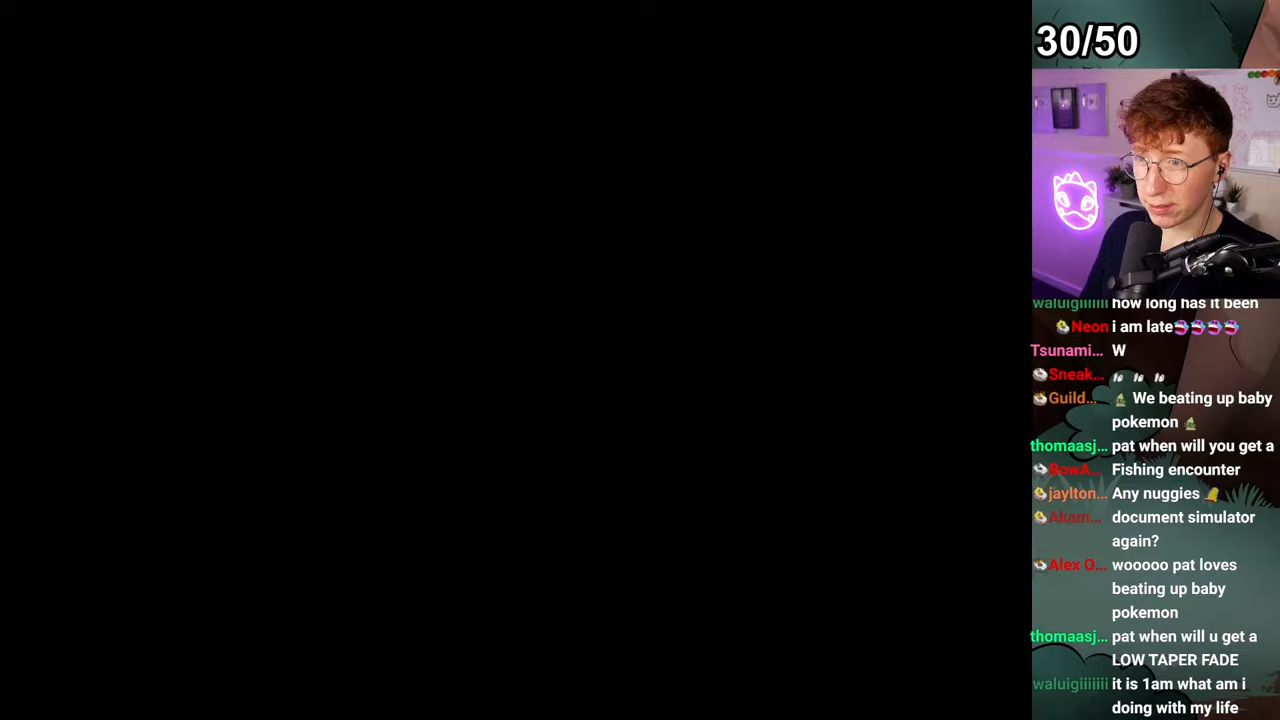 30/50
waluigiiiiiii how long has it been
Neon i am late
Tsunami... W
Sneak...
Guild... We beating up baby
pokemon
thomaasj... pat when will you get a
BowA... Fishing encounter
jaylton... Any nuggies
Akam... document simulator
again?
Alex O... wooooo pat loves
beating up baby
pokemon
thomaasj... pat when will u get a
LOW TAPER FADE
waluigiiiiiii it is 1am what am i
doing with my life